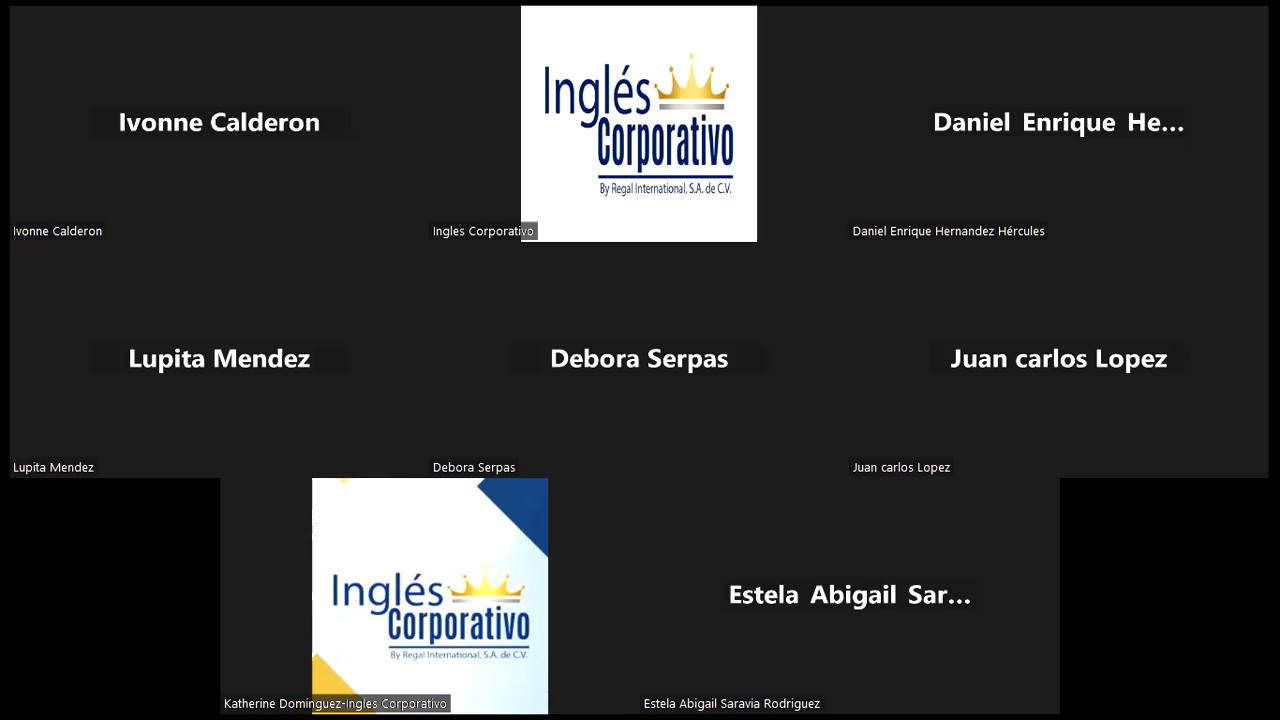 Ivonne Calderon
Ivonne Calderon
Inglés
Corporativo
By Regal International, S.A. de C.V.
Ingles Corporativo
Daniel Enrique He...
Daniel Enrique Hernandez Hércules
Lupita Mendez
Lupita Mendez
Debora Serpas
Debora Serpas
Juan carlos Lopez
Juan carlos Lopez
Inglés
Corporativo
By Regal International, S.A. de C.V.
Katherine Dominguez-Ingles Corporativo
Estela Abigail Sar...
Estela Abigail Saravia Rodriguez